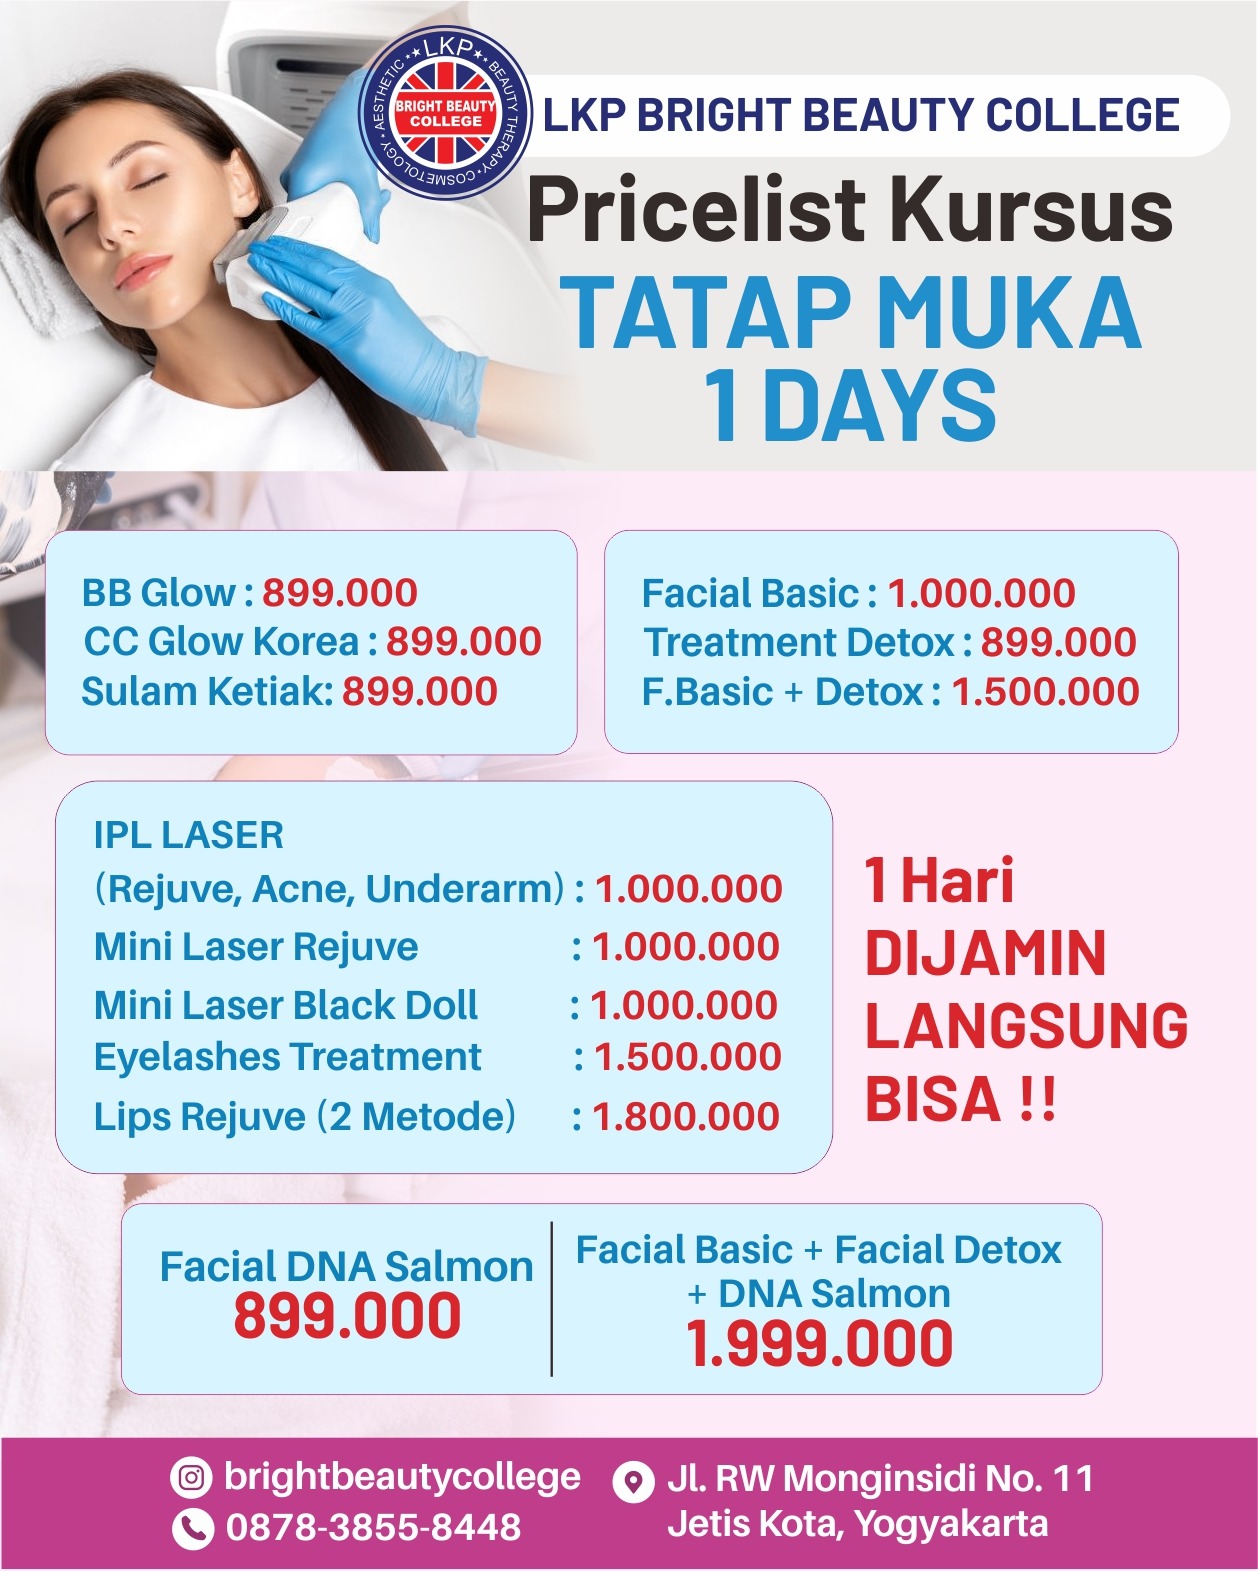 LKP
AESTHETIC • BEAUTY THERAPY • COSMETOLOGY
BRIGHT BEAUTY
COLLEGE
LKP BRIGHT BEAUTY COLLEGE
Pricelist Kursus
TATAP MUKA
1 DAYS
BB Glow : 899.000
CC Glow Korea : 899.000
Sulam Ketiak: 899.000
Facial Basic : 1.000.000
Treatment Detox : 899.000
F.Basic + Detox : 1.500.000
IPL LASER
(Rejuve, Acne, Underarm) : 1.000.000
Mini Laser Rejuve : 1.000.000
Mini Laser Black Doll : 1.000.000
Eyelashes Treatment : 1.500.000
Lips Rejuve (2 Metode) : 1.800.000
1 Hari
DIJAMIN
LANGSUNG
BISA !!
Facial DNA Salmon
899.000
Facial Basic + Facial Detox
+ DNA Salmon
1.999.000
brightbeautycollege
0878-3855-8448
Jl. RW Monginsidi No. 11
Jetis Kota, Yogyakarta